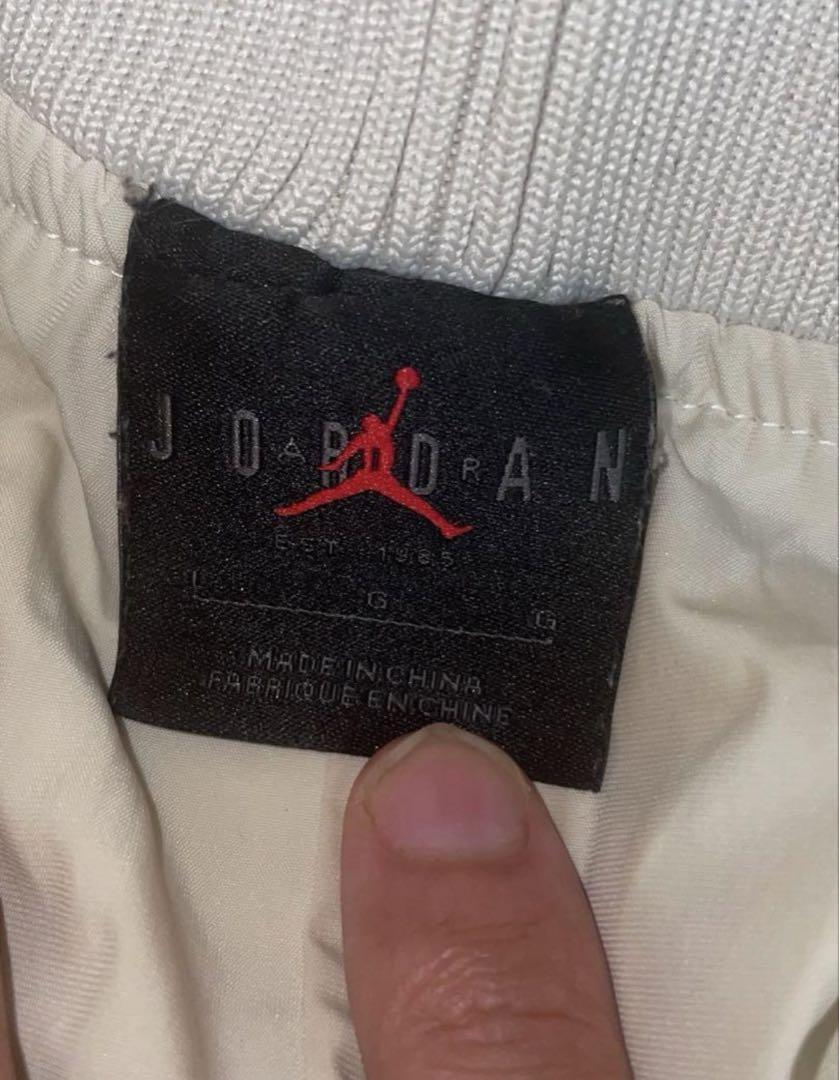 JORDAN
A R
EST. 1985
L G G
MADE IN CHINA
FABRIQUE EN CHINE